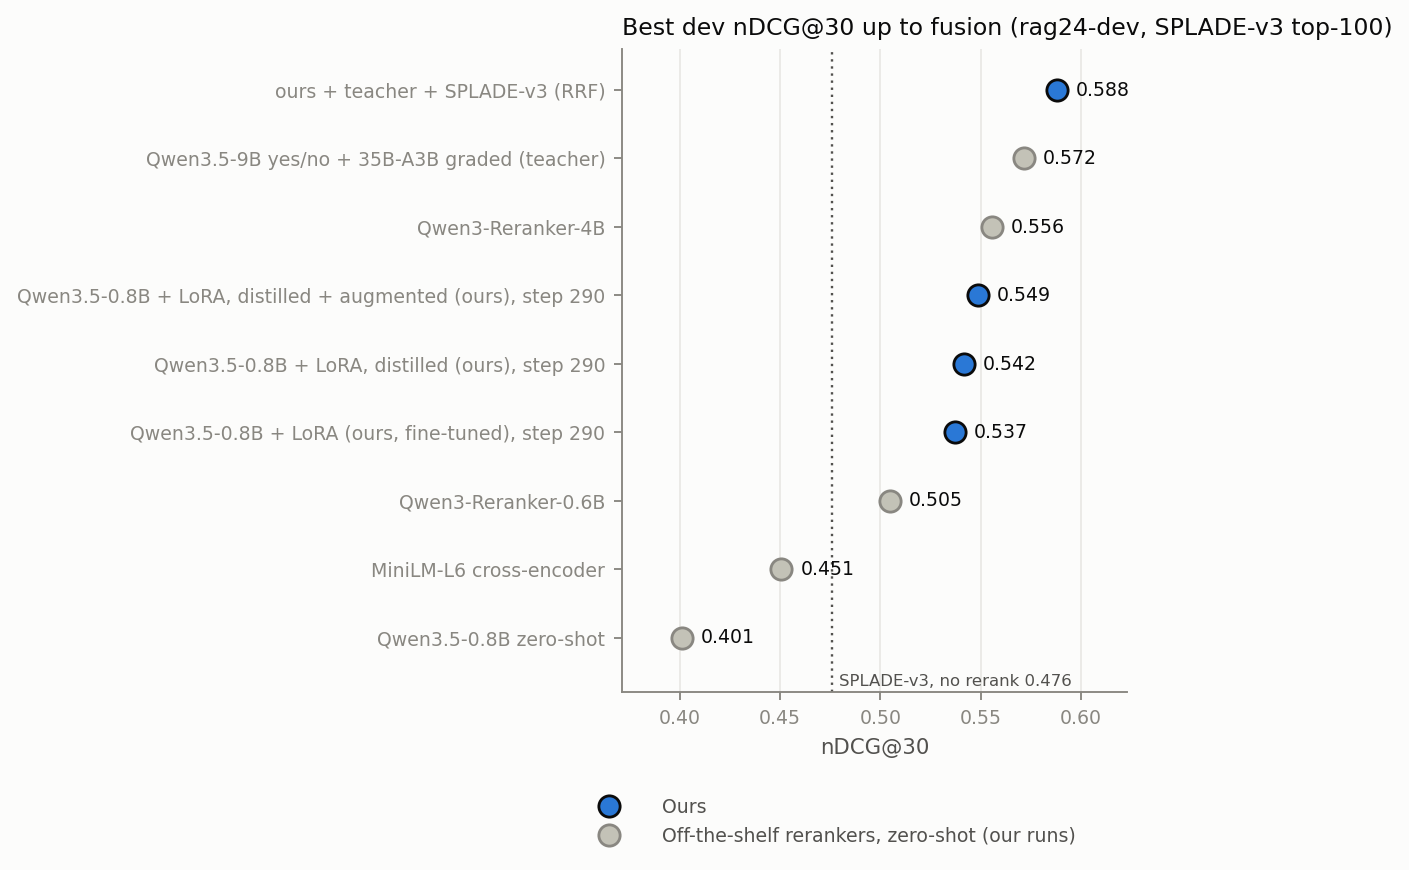 Best dev nDCG@30 up to fusion (rag24-dev, SPLADE-v3 top-100)
ours + teacher + SPLADE-v3 (RRF)
0.588
Qwen3.5-9B yes/no + 35B-A3B graded (teacher)
0.572
Qwen3-Reranker-4B
0.556
Qwen3.5-0.8B + LoRA, distilled + augmented (ours), step 290
0.549
Qwen3.5-0.8B + LoRA, distilled (ours), step 290
0.542
Qwen3.5-0.8B + LoRA (ours, fine-tuned), step 290
0.537
Qwen3-Reranker-0.6B
0.505
MiniLM-L6 cross-encoder
0.451
Qwen3.5-0.8B zero-shot
0.401
SPLADE-v3, no rerank 0.476
0.40 0.45 0.50 0.55 0.60
nDCG@30
Ours
Off-the-shelf rerankers, zero-shot (our runs)